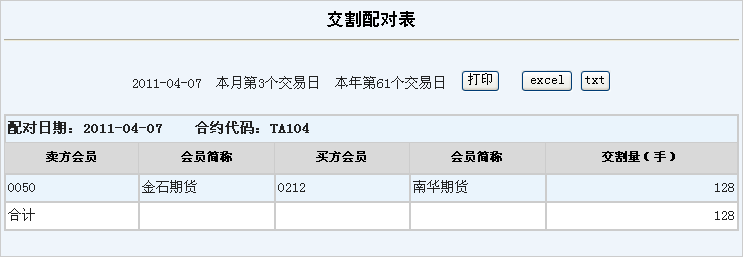 交割配对表
2011-04-07 本月第3个交易日 本年第61个交易日 打印 excel txt
配对日期：2011-04-07 合约代码：TA104
卖方会员 会员简称 买方会员 会员简称 交割量（手）
0050 金石期货 0212 南华期货 128
合计 128